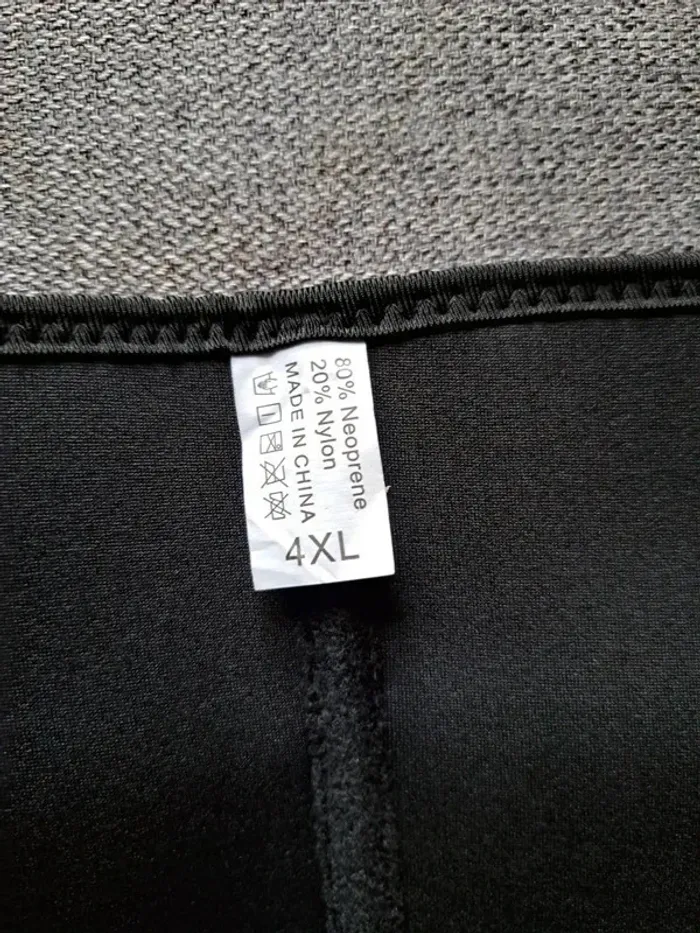 80% Neoprene
20% Nylon
MADE IN CHINA
4XL